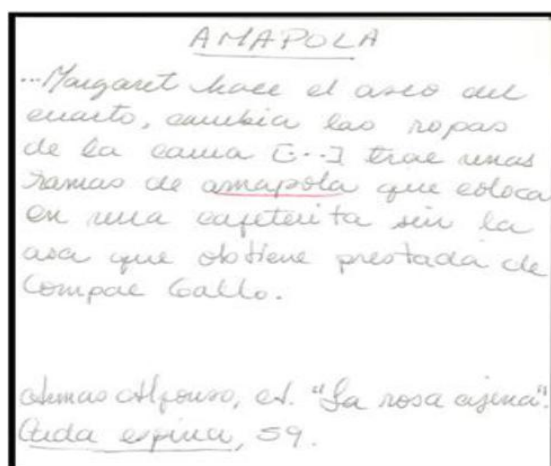 AMAPOLA
...Margaret hace el aseo del
cuarto, cambia las ropas
de la cama [...] trae unas
ramas de amapola que coloca
en una cafeterita sin la
asa que obtiene prestada de
Compae Gallo.
Armas Alfonso, A. "La rosa ajena".
Cada espina, 59.